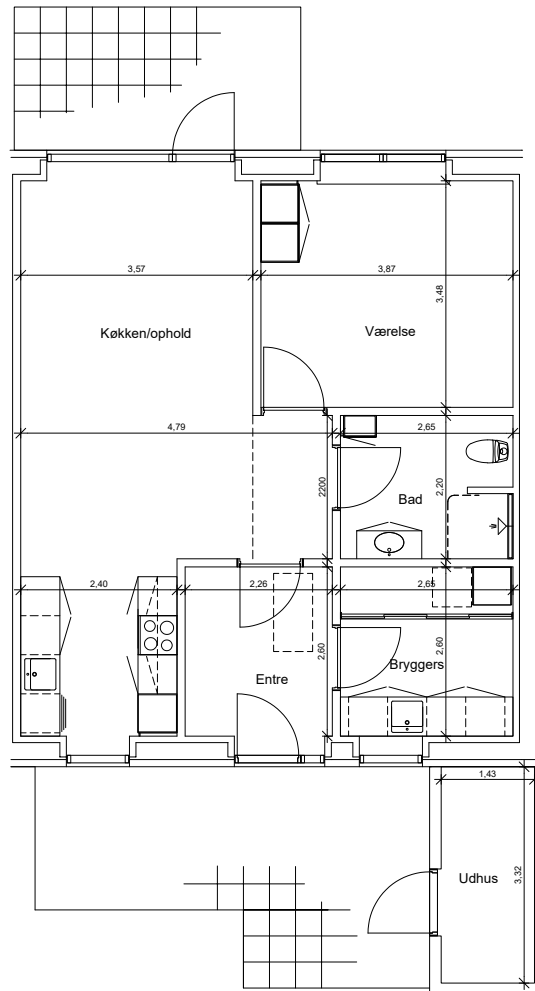 3,57
3,87
3,48
Køkken/ophold
Værelse
4,79
2,65
2200
2,20
Bad
2,40
2,26
2,65
2,60
2,60
Bryggers
Entre
1,43
Udhus
3,32